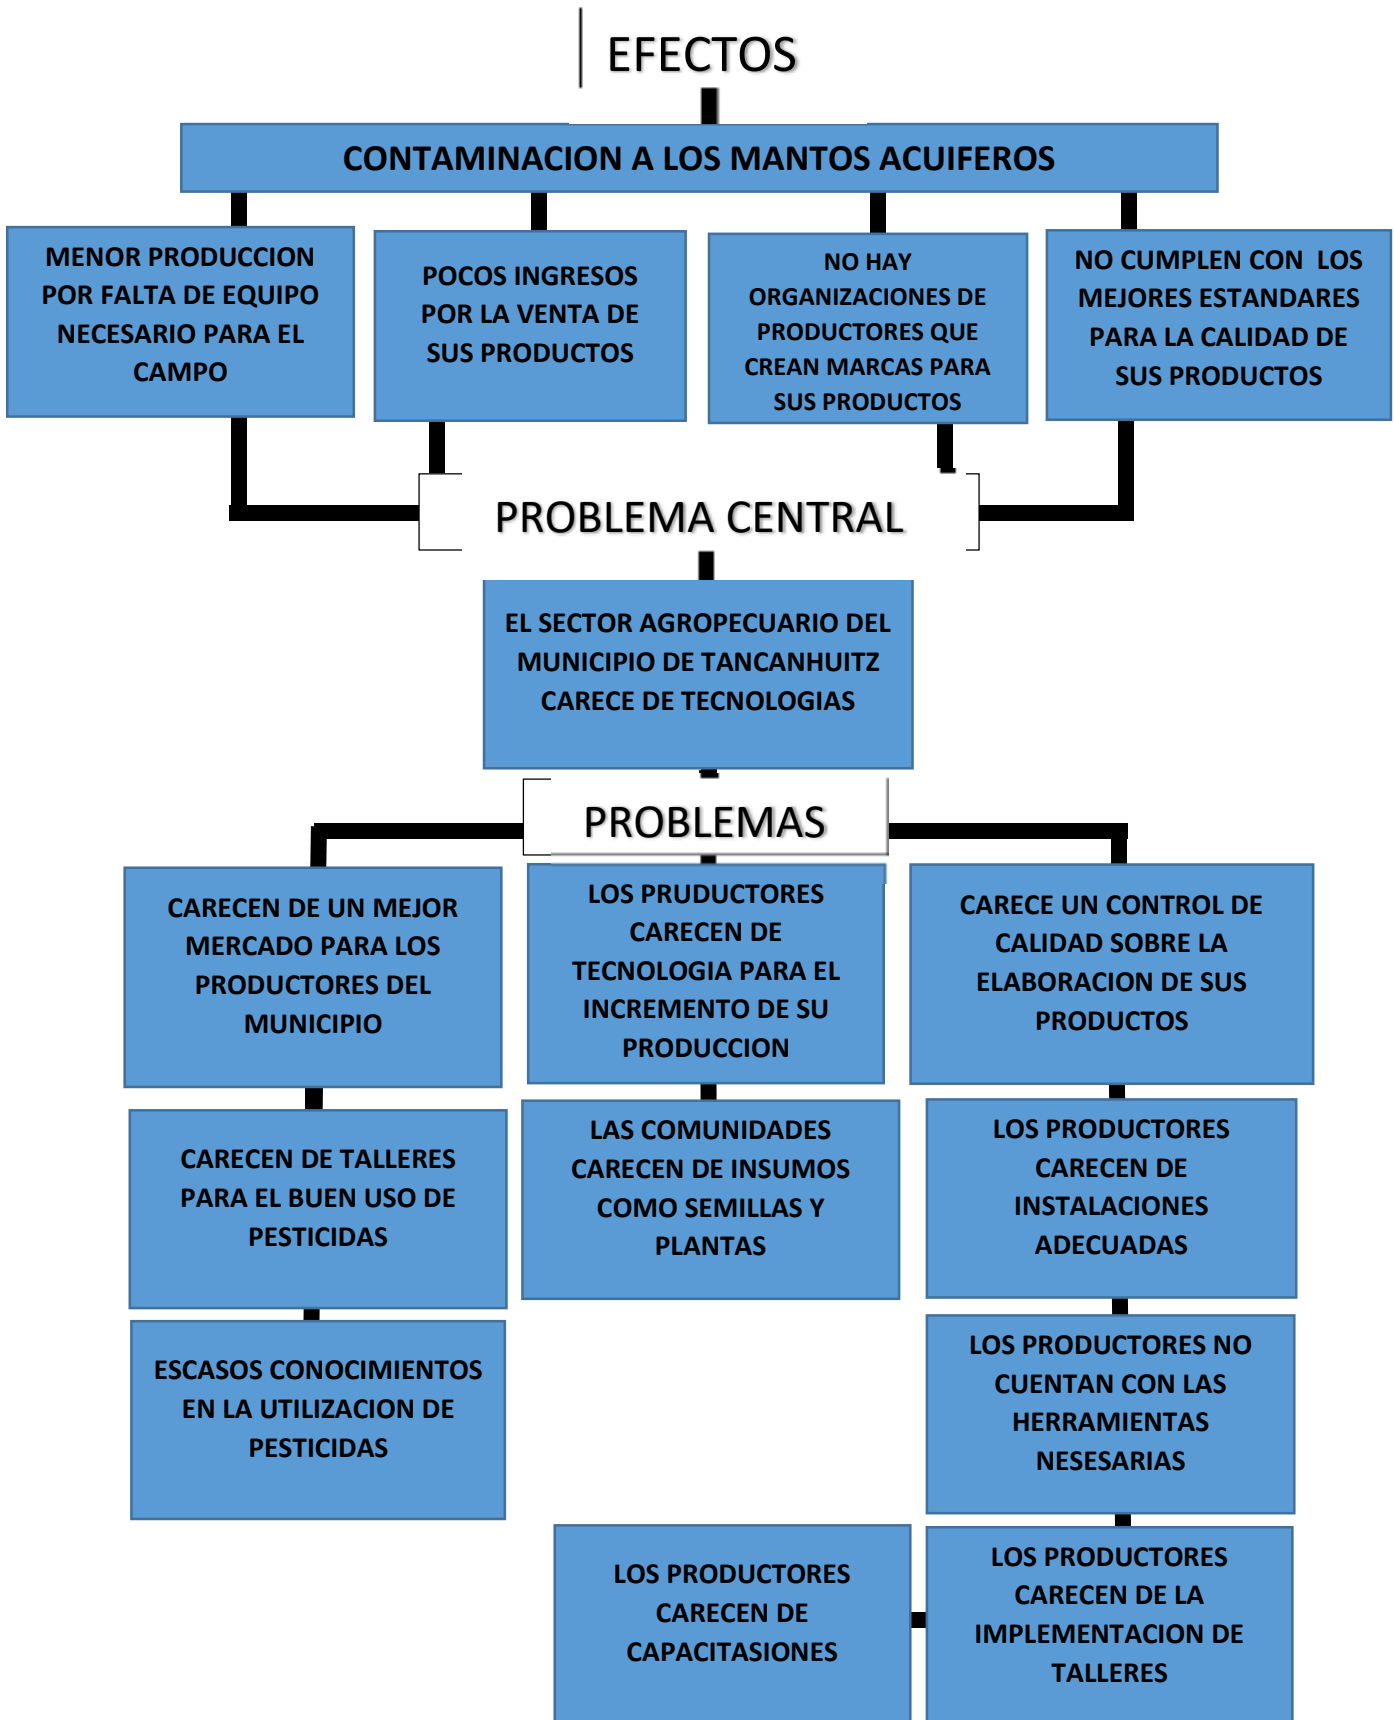 EFECTOS
CONTAMINACION A LOS MANTOS ACUIFEROS
MENOR PRODUCCION
POR FALTA DE EQUIPO
NECESARIO PARA EL
CAMPO
POCOS INGRESOS
POR LA VENTA DE
SUS PRODUCTOS
NO HAY
ORGANIZACIONES DE
PRODUCTORES QUE
CREAN MARCAS PARA
SUS PRODUCTOS
NO CUMPLEN CON LOS
MEJORES ESTANDARES
PARA LA CALIDAD DE
SUS PRODUCTOS
PROBLEMA CENTRAL
EL SECTOR AGROPECUARIO DEL
MUNICIPIO DE TANCANHUITZ
CARECE DE TECNOLOGIAS
PROBLEMAS
CARECEN DE UN MEJOR
MERCADO PARA LOS
PRODUCTORES DEL
MUNICIPIO
LOS PRUDUCTORES
CARECEN DE
TECNOLOGIA PARA EL
INCREMENTO DE SU
PRODUCCION
CARECE UN CONTROL DE
CALIDAD SOBRE LA
ELABORACION DE SUS
PRODUCTOS
CARECEN DE TALLERES
PARA EL BUEN USO DE
PESTICIDAS
LAS COMUNIDADES
CARECEN DE INSUMOS
COMO SEMILLAS Y
PLANTAS
LOS PRODUCTORES
CARECEN DE
INSTALACIONES
ADECUADAS
ESCASOS CONOCIMIENTOS
EN LA UTILIZACION DE
PESTICIDAS
LOS PRODUCTORES NO
CUENTAN CON LAS
HERRAMIENTAS
NESESARIAS
LOS PRODUCTORES
CARECEN DE
CAPACITASIONES
LOS PRODUCTORES
CARECEN DE LA
IMPLEMENTACION DE
TALLERES